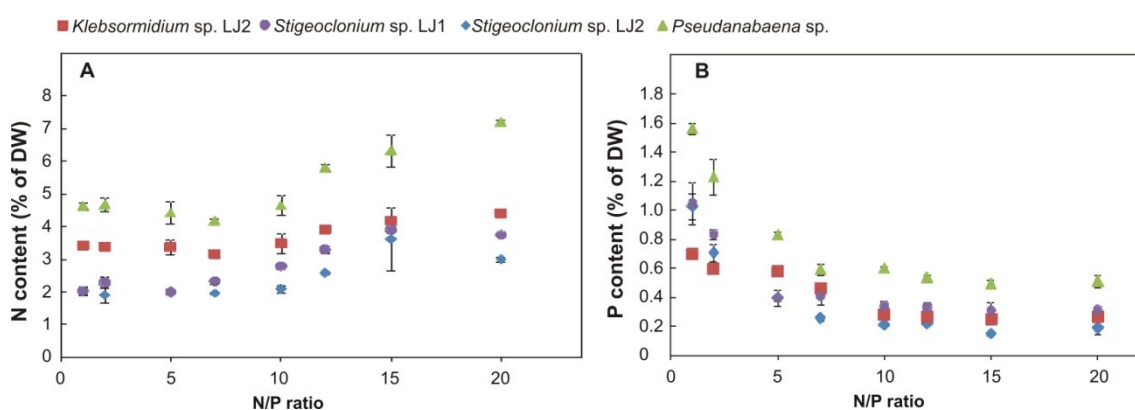 Klebsormidium sp. LJ2 Stigeoclonium sp. LJ1 Stigeoclonium sp. LJ2 Pseudanabaena sp.
A
N content (% of DW)
8
7
6
5
4
3
2
1
0
0 5 10 15 20
N/P ratio
B
P content (% of DW)
1.8
1.6
1.4
1.2
1.0
0.8
0.6
0.4
0.2
0 5 10 15 20
N/P ratio